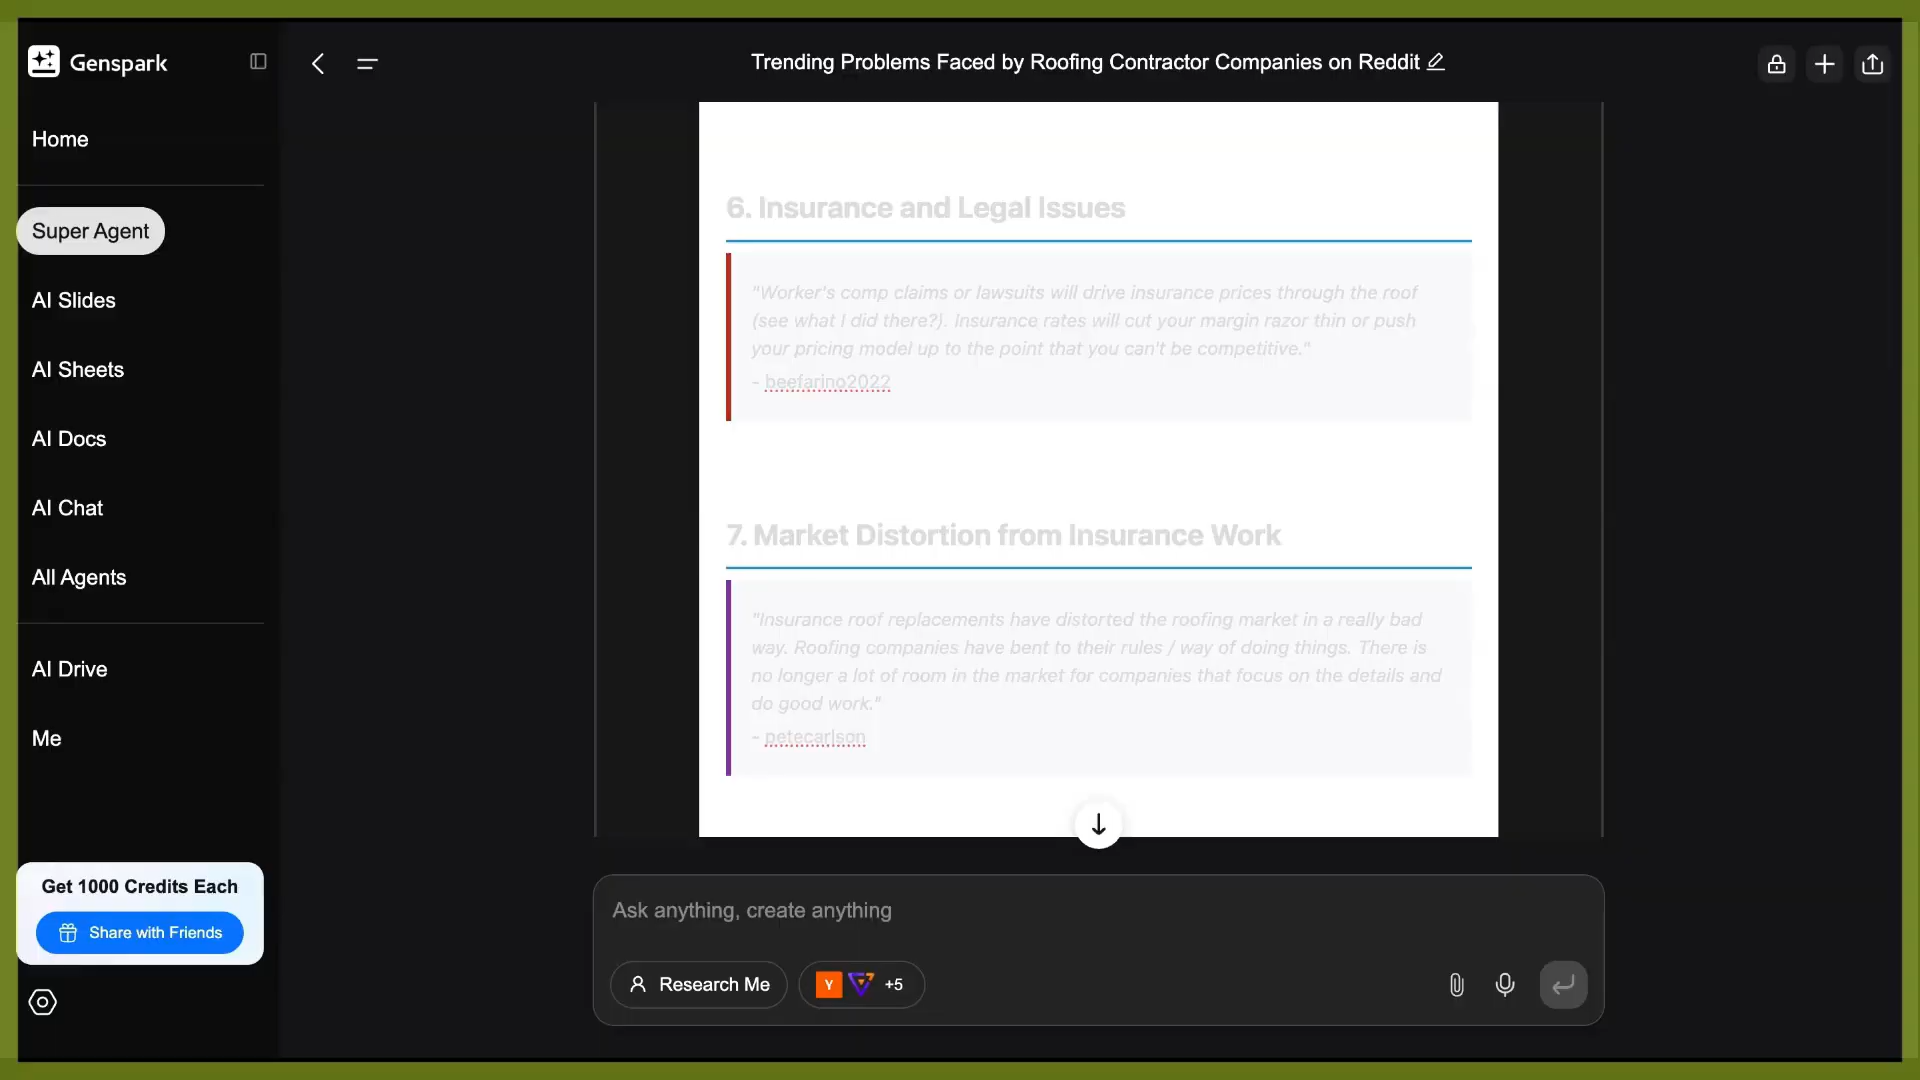 Genspark
Trending Problems Faced by Roofing Contractor Companies on Reddit
Home
Super Agent
AI Slides
AI Sheets
AI Docs
AI Chat
All Agents
AI Drive
Me
Get 1000 Credits Each
Share with Friends
6. Insurance and Legal Issues
"Worker's comp claims or lawsuits will drive insurance prices through the roof
(see what I did there?). Insurance rates will cut your margin razor thin or push
your pricing model up to the point that you can't be competitive."
- beefarino2022
7. Market Distortion from Insurance Work
"Insurance roof replacements have distorted the roofing market in a really bad
way. Roofing companies have bent to their rules / way of doing things. There is
no longer a lot of room in the market for companies that focus on the details and
do good work."
- petecarlson
Ask anything, create anything
Research Me
Y
+5